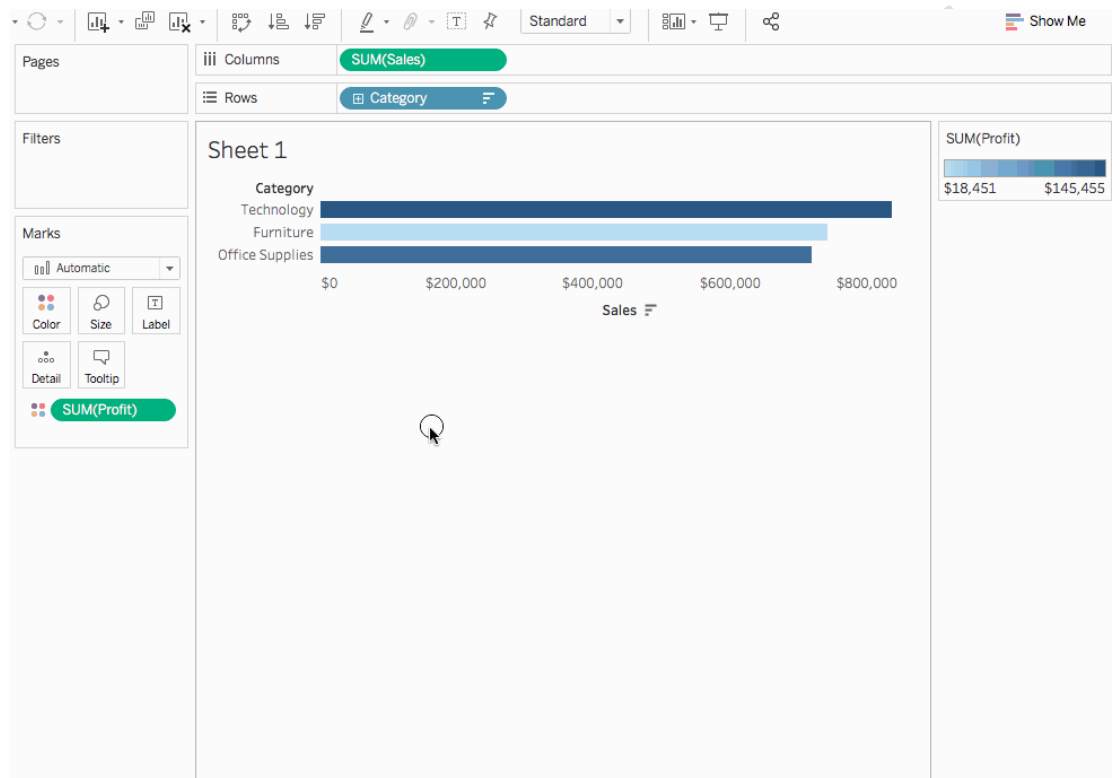 Standard
Show Me
Pages
Columns
SUM(Sales)
Rows
Category
Filters
Sheet 1
SUM(Profit)
$18,451 $145,455
Category
Technology
Furniture
Office Supplies
$0 $200,000 $400,000 $600,000 $800,000
Sales
Marks
Automatic
Color Size Label
T
Detail Tooltip
SUM(Profit)
T